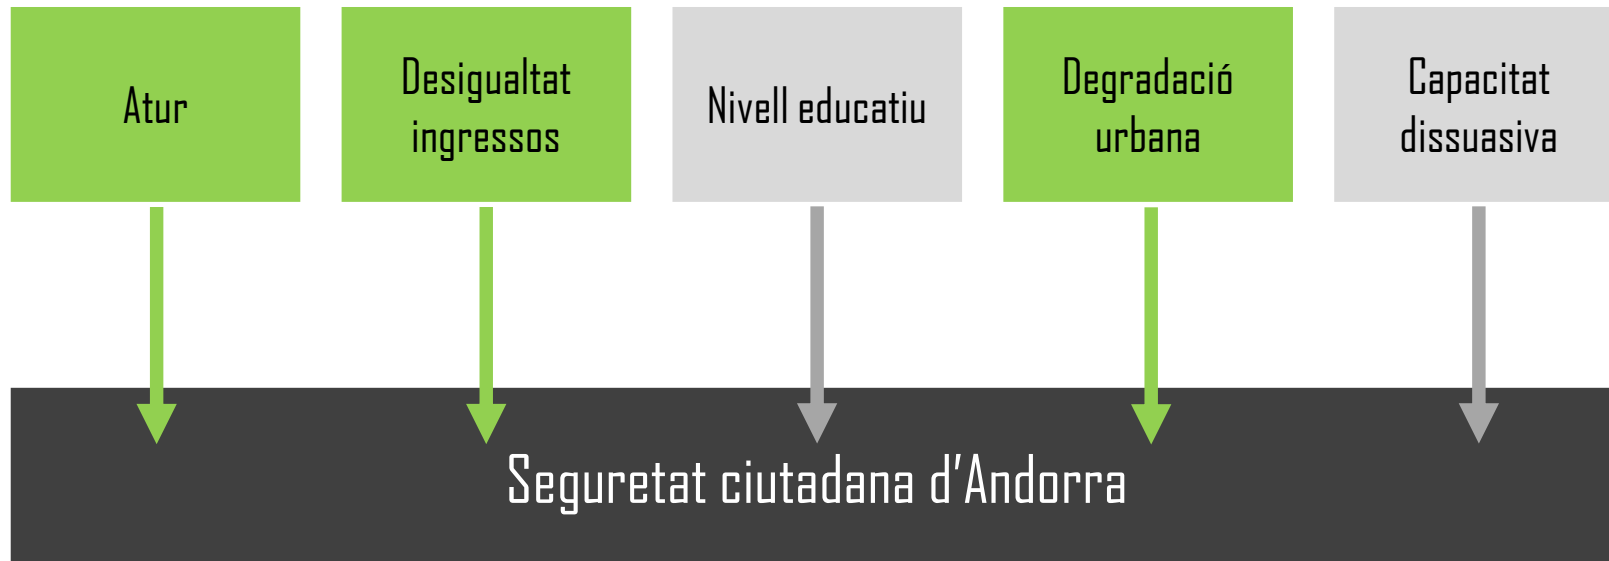 Atur
Desigualtat
ingressos
Nivell educatiu
Degradació
urbana
Capacitat
dissuasiva
Seguretat ciutadana d'Andorra